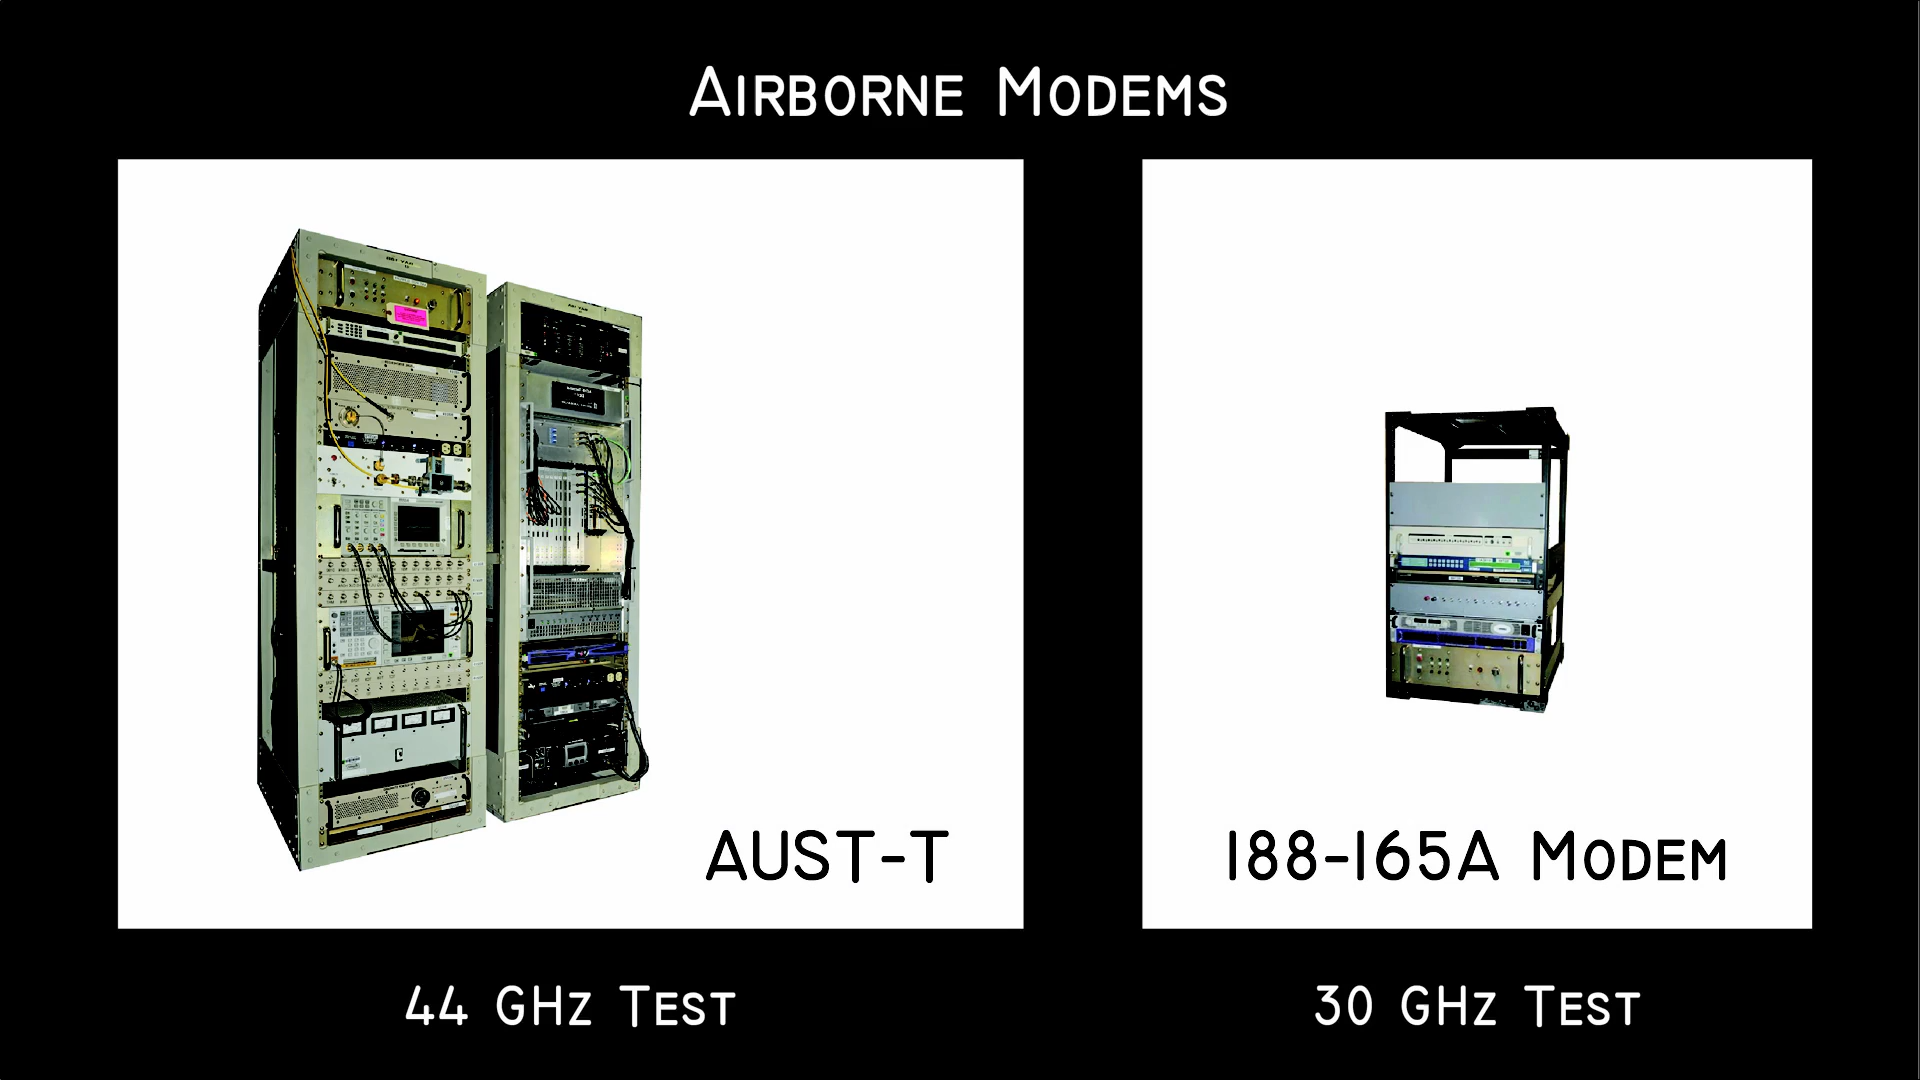 Airborne Modems
AUST-T
188-165A Modem
44 GHz Test
30 GHz Test